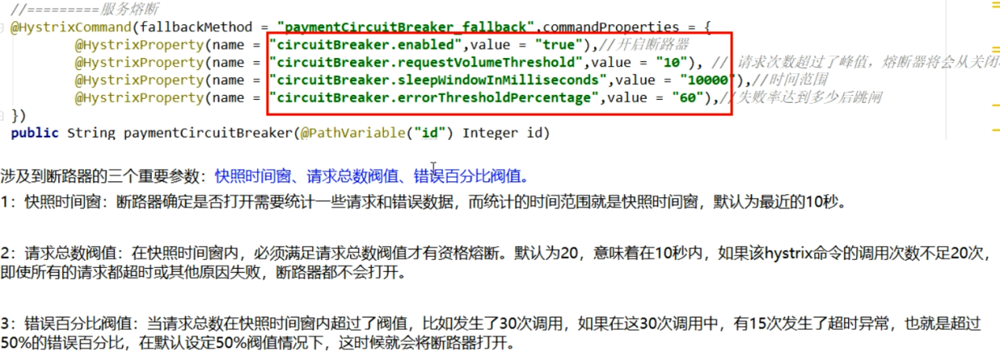 //=========服务熔断
@HystrixCommand(fallbackMethod = "paymentCircuitBreaker_fallback",commandProperties = {
@HystrixProperty(name = "circuitBreaker.enabled",value = "true"),//开启断路器
@HystrixProperty(name = "circuitBreaker.requestVolumeThreshold",value = "10"), // 请求次数超过了峰值，熔断器将会从关闭
@HystrixProperty(name = "circuitBreaker.sleepWindowInMilliseconds",value = "10000"),//时间范围
@HystrixProperty(name = "circuitBreaker.errorThresholdPercentage",value = "60"),//失败率达到多少后跳闸
})
public String paymentCircuitBreaker(@PathVariable("id") Integer id)
涉及到断路器的三个重要参数：快照时间窗、请求总数阀值、错误百分比阀值。
1：快照时间窗：断路器确定是否打开需要统计一些请求和错误数据，而统计的时间范围就是快照时间窗，默认为最近的10秒。
2：请求总数阀值：在快照时间窗内，必须满足请求总数阀值才有资格熔断。默认为20，意味着在10秒内，如果该hystrix命令的调用次数不足20次，
即使所有的请求都超时或其他原因失败，断路器都不会打开。
3：错误百分比阀值：当请求总数在快照时间窗内超过了阀值，比如发生了30次调用，如果在这30次调用中，有15次发生了超时异常，也就是超过
50%的错误百分比，在默认设定50%阀值情况下，这时候就会将断路器打开。